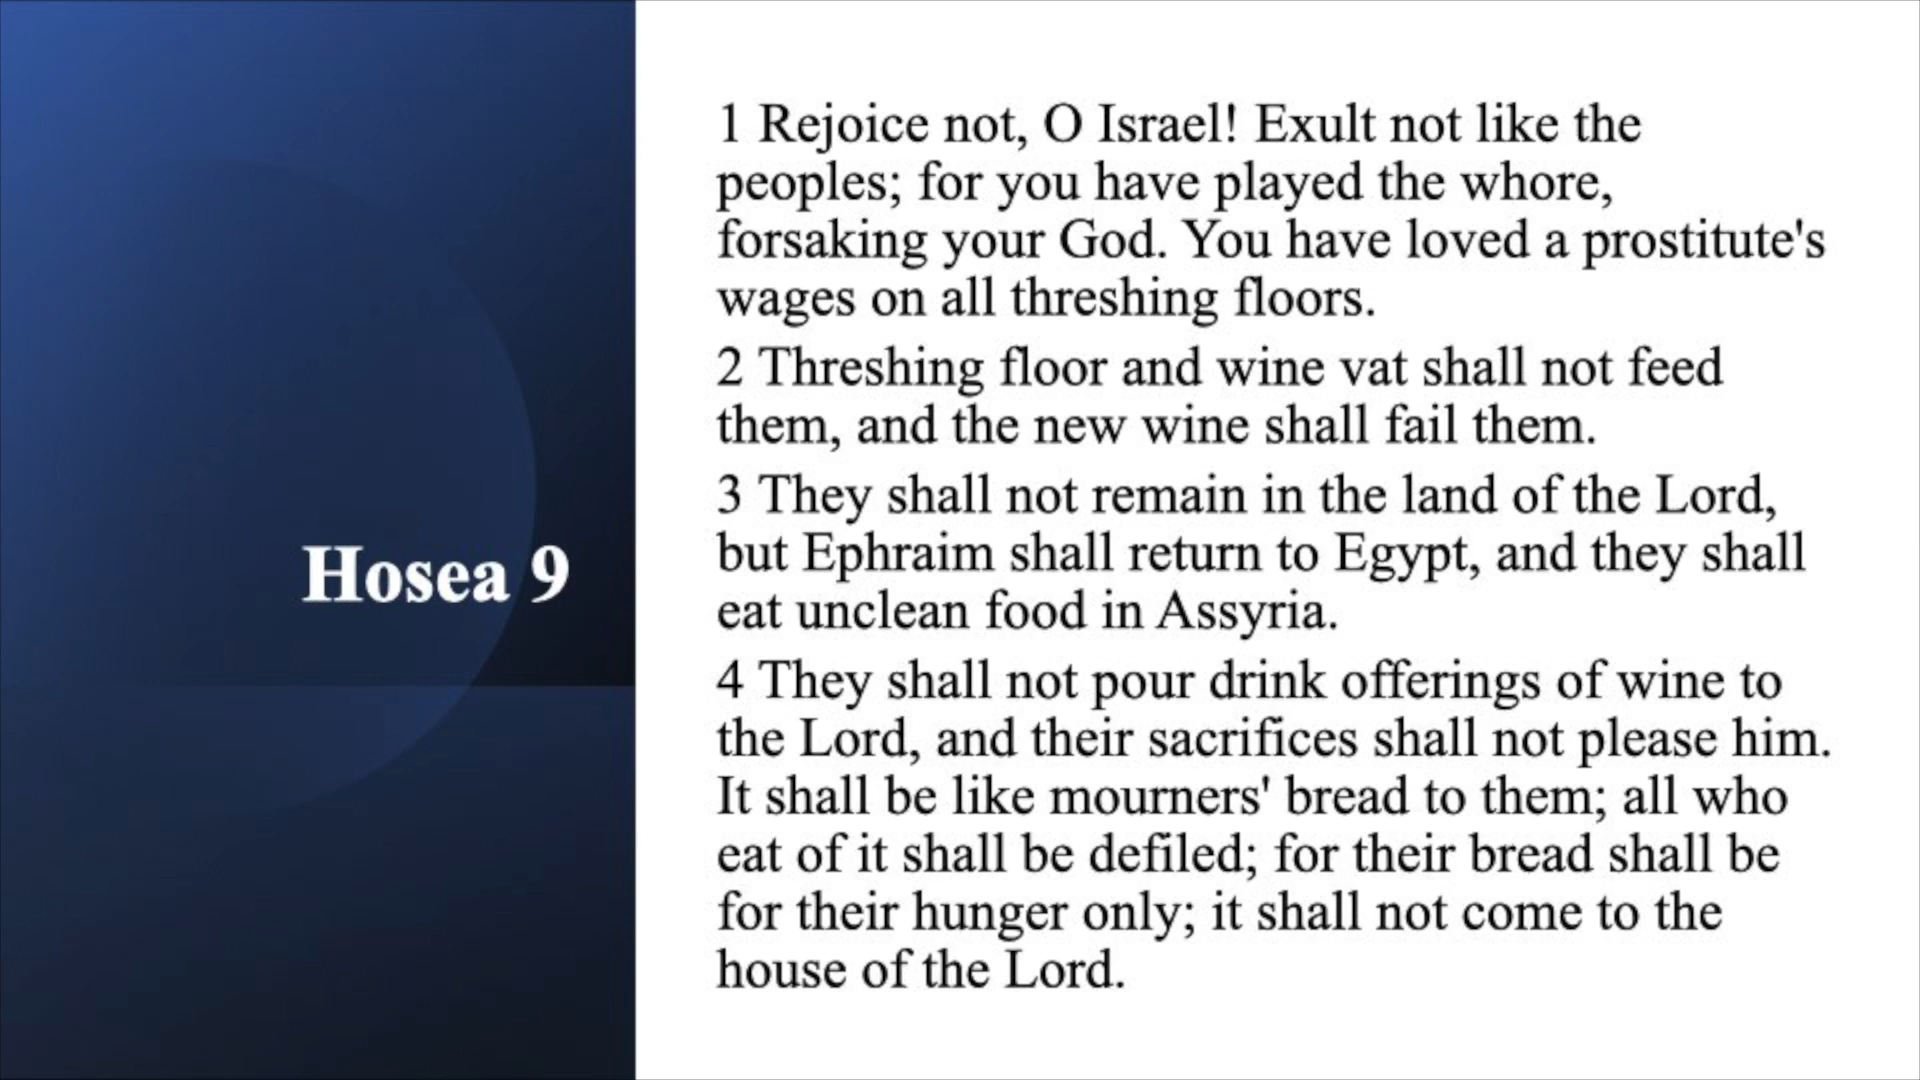 Hosea 9
1 Rejoice not, O Israel! Exult not like the
peoples; for you have played the whore,
forsaking your God. You have loved a prostitute's
wages on all threshing floors.
2 Threshing floor and wine vat shall not feed
them, and the new wine shall fail them.
3 They shall not remain in the land of the Lord,
but Ephraim shall return to Egypt, and they shall
eat unclean food in Assyria.
4 They shall not pour drink offerings of wine to
the Lord, and their sacrifices shall not please him.
It shall be like mourners' bread to them; all who
eat of it shall be defiled; for their bread shall be
for their hunger only; it shall not come to the
house of the Lord.